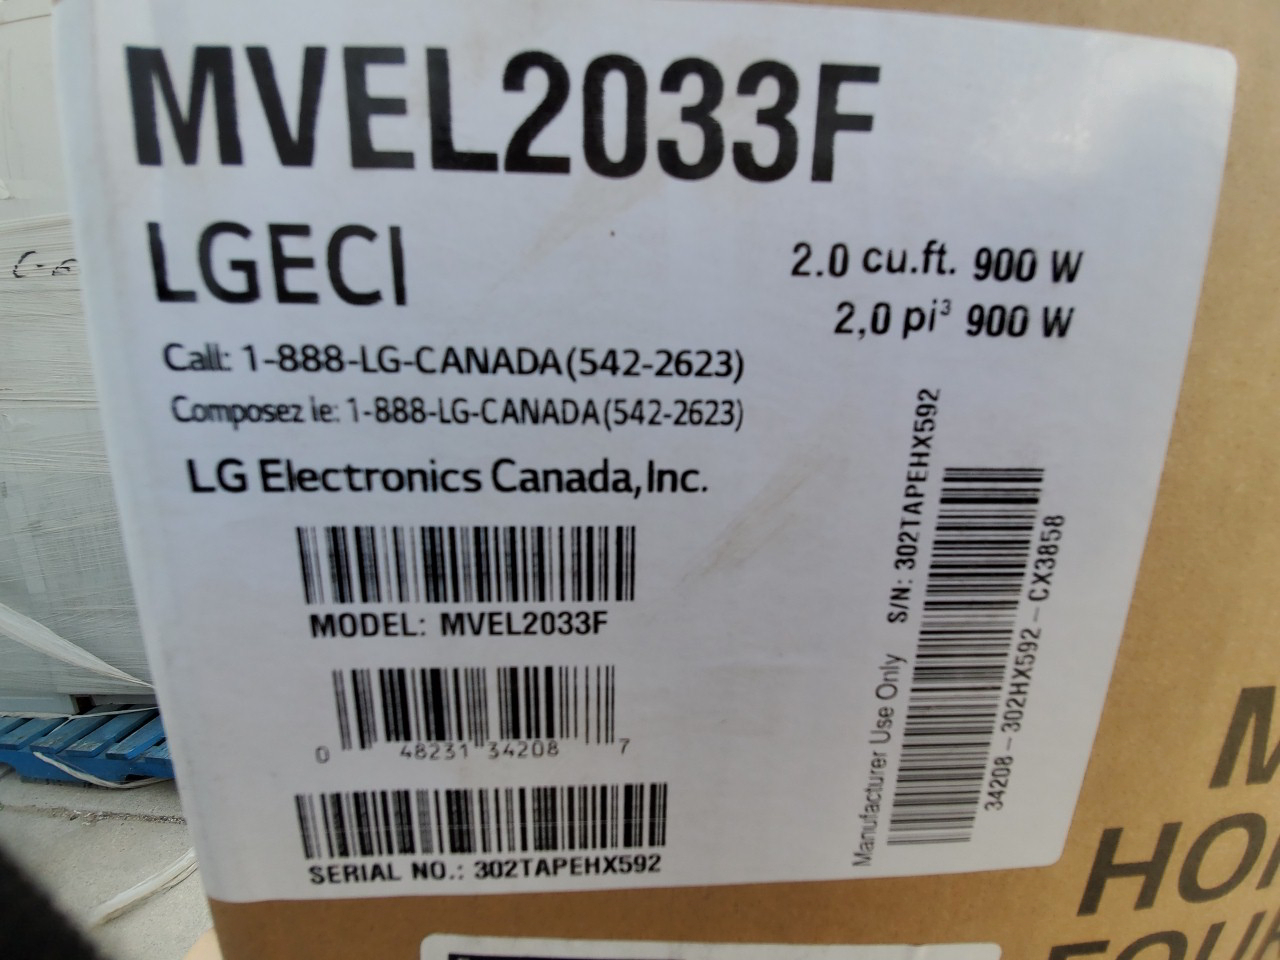 MVEL2033F
LGECI
2.0 cu.ft. 900 W
2,0 pi³ 900 W
Call: 1-888-LG-CANADA(542-2623)
Composez le: 1-888-LG-CANADA(542-2623)
LG Electronics Canada,Inc.
MODEL: MVEL2033F
0 48231 34208 7
SERIAL NO.: 302TAPEHX592
Manufacturer Use Only S/N: 302TAPEHX592
34208-302HX592-CX3858